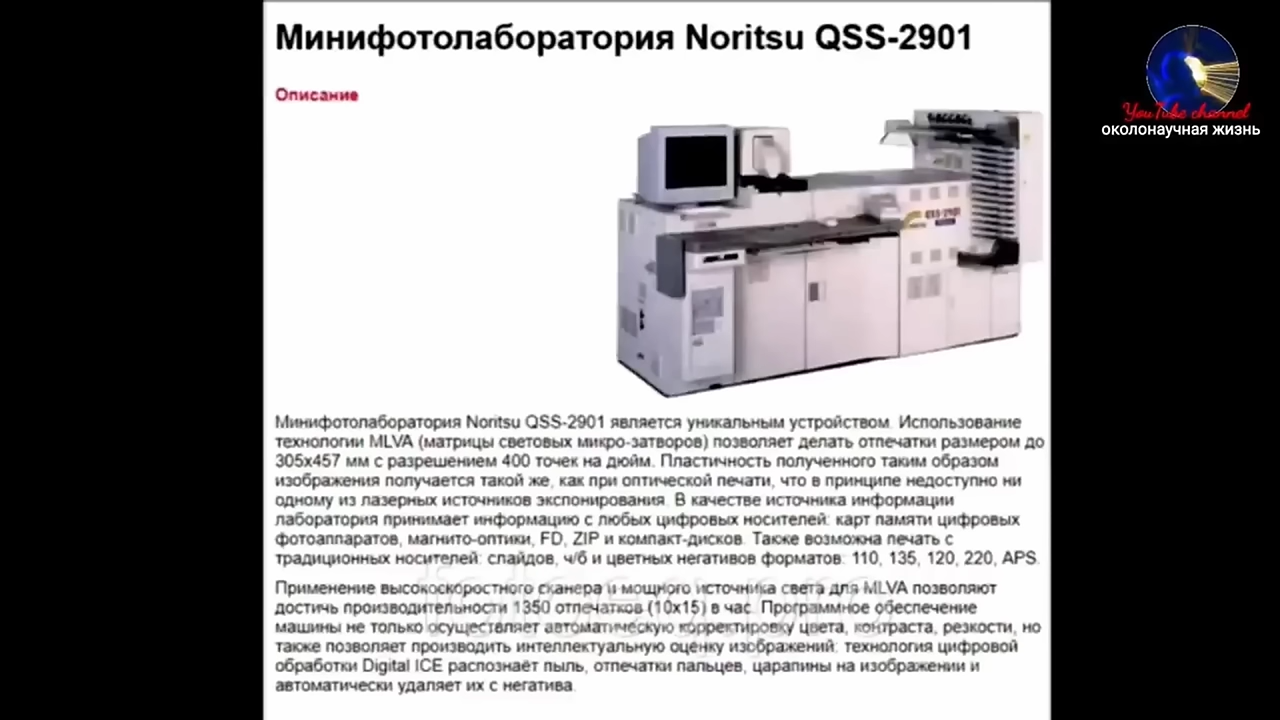 Минифотолаборатория Noritsu QSS-2901
Описание
YouTube channel
околонаучная жизнь
QSS-2901
Минифотолаборатория Noritsu QSS-2901 является уникальным устройством. Использование
технологии MLVA (матрицы световых микро-затворов) позволяет делать отпечатки размером до
305x457 мм с разрешением 400 точек на дюйм. Пластичность полученного таким образом
изображения получается такой же, как при оптической печати, что в принципе недоступно ни
одному из лазерных источников экспонирования. В качестве источника информации
лаборатория принимает информацию с любых цифровых носителей: карт памяти цифровых
фотоаппаратов, магнито-оптики, FD, ZIP и компакт-дисков. Также возможна печать с
традиционных носителей: слайдов, ч/б и цветных негативов форматов: 110, 135, 120, 220, APS.
Применение высокоскоростного сканера и мощного источника света для MLVA позволяют
достичь производительности 1350 отпечатков (10x15) в час. Программное обеспечение
машины не только осуществляет автоматическую корректировку цвета, контраста, резкости, но
также позволяет производить интеллектуальную оценку изображений: технология цифровой
обработки Digital ICE распознаёт пыль, отпечатки пальцев, царапины на изображении и
автоматически удаляет их с негатива.